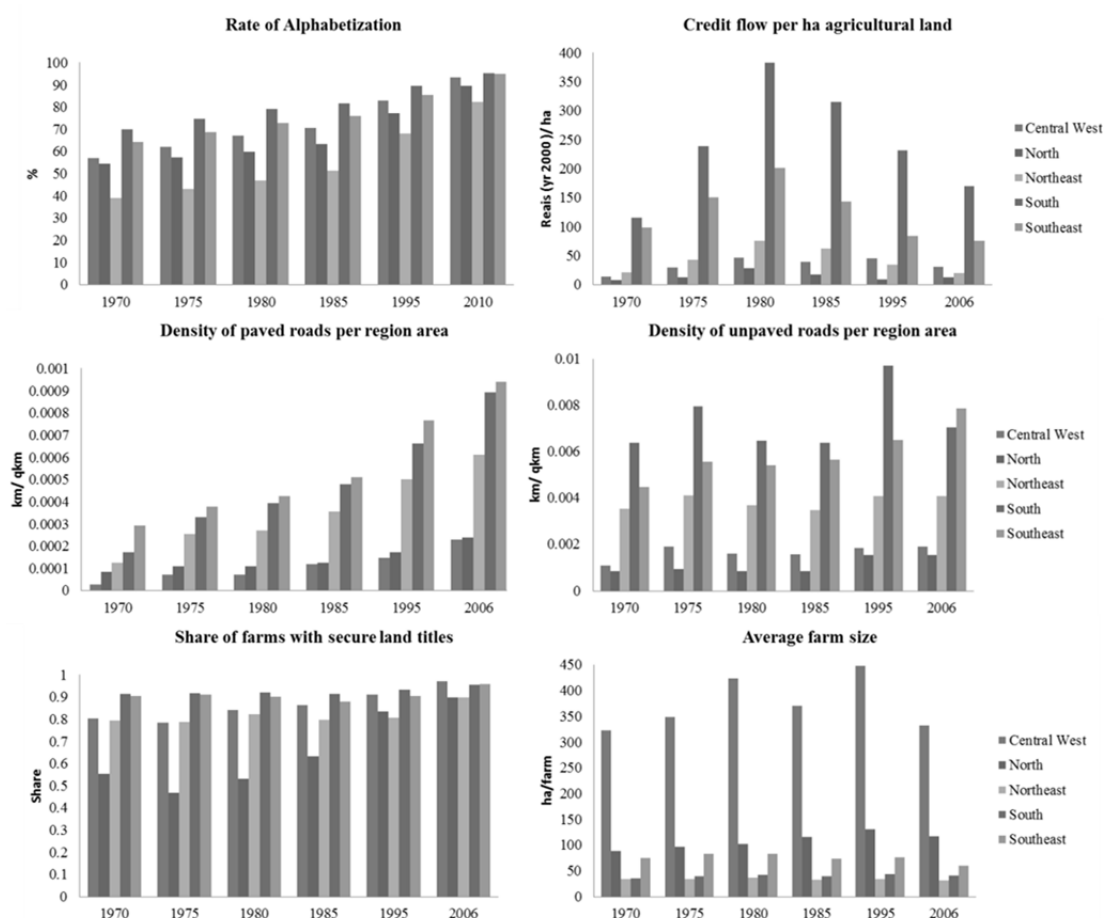 Rate of Alphabetization
100
90
80
70
60
50
40
30
20
10
0
%
1970 1975 1980 1985 1995 2010
Credit flow per ha agricultural land
400
350
300
250
200
150
100
50
0
Reais (yr 2000)/ ha
1970 1975 1980 1985 1995 2006
Central West
North
Northeast
South
Southeast
Density of paved roads per region area
0.001
0.0009
0.0008
0.0007
0.0006
0.0005
0.0004
0.0003
0.0002
0.0001
0
km/ qkm
1970 1975 1980 1985 1995 2006
Density of unpaved roads per region area
0.01
0.008
0.006
0.004
0.002
0
km/ qkm
1970 1975 1980 1985 1995 2006
Central West
North
Northeast
South
Southeast
Share of farms with secure land titles
1
0.9
0.8
0.7
0.6
0.5
0.4
0.3
0.2
0.1
0
Share
1970 1975 1980 1985 1995 2006
Average farm size
450
400
350
300
250
200
150
100
50
0
ha/farm
1970 1975 1980 1985 1995 2006
Central West
North
Northeast
South
Southeast